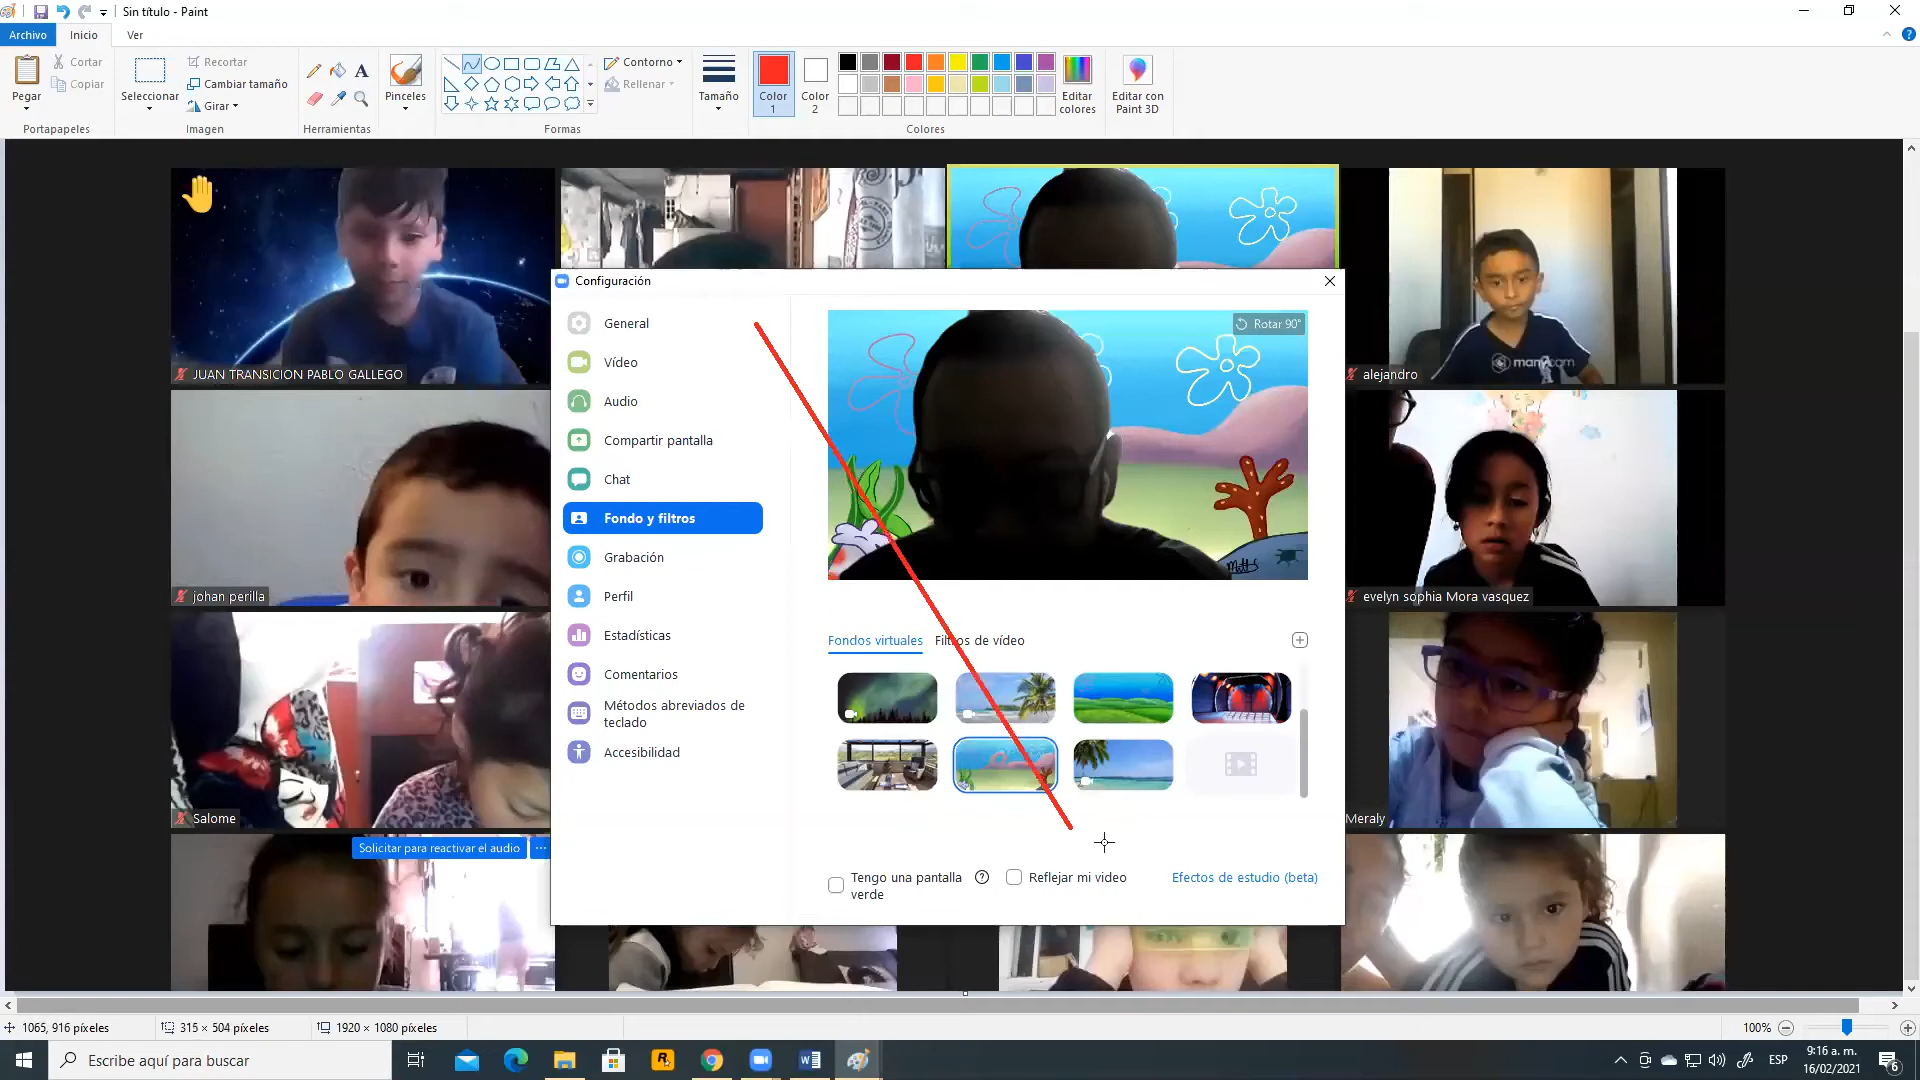 Sin título - Paint
Archivo
Inicio
Ver
Pegar
Cortar
Copiar
Portapapeles
Seleccionar
Recortar
Cambiar tamaño
Girar
Imagen
A
Herramientas
Pinceles
Contorno
Rellenar
Formas
Tamaño
Color
1
Color
2
Colores
Editar
colores
Editar con
Paint 3D
JUAN TRANSICION PABLO GALLEGO
alejandro
johan perilla
evelyn sophia Mora vasquez
Salome
Meraly
Solicitar para reactivar el audio
Configuración
General
Vídeo
Audio
Compartir pantalla
Chat
Fondo y filtros
Grabación
Perfil
Estadísticas
Comentarios
Métodos abreviados de
teclado
Accesibilidad
Rotar 90°
Fondos virtuales
Filtros de vídeo
Tengo una pantalla
verde
Reflejar mi video
Efectos de estudio (beta)
1065, 916 píxeles
315 × 504 píxeles
1920 × 1080 píxeles
100%
Escribe aquí para buscar
ESP
9:16 a. m.
16/02/2021
6